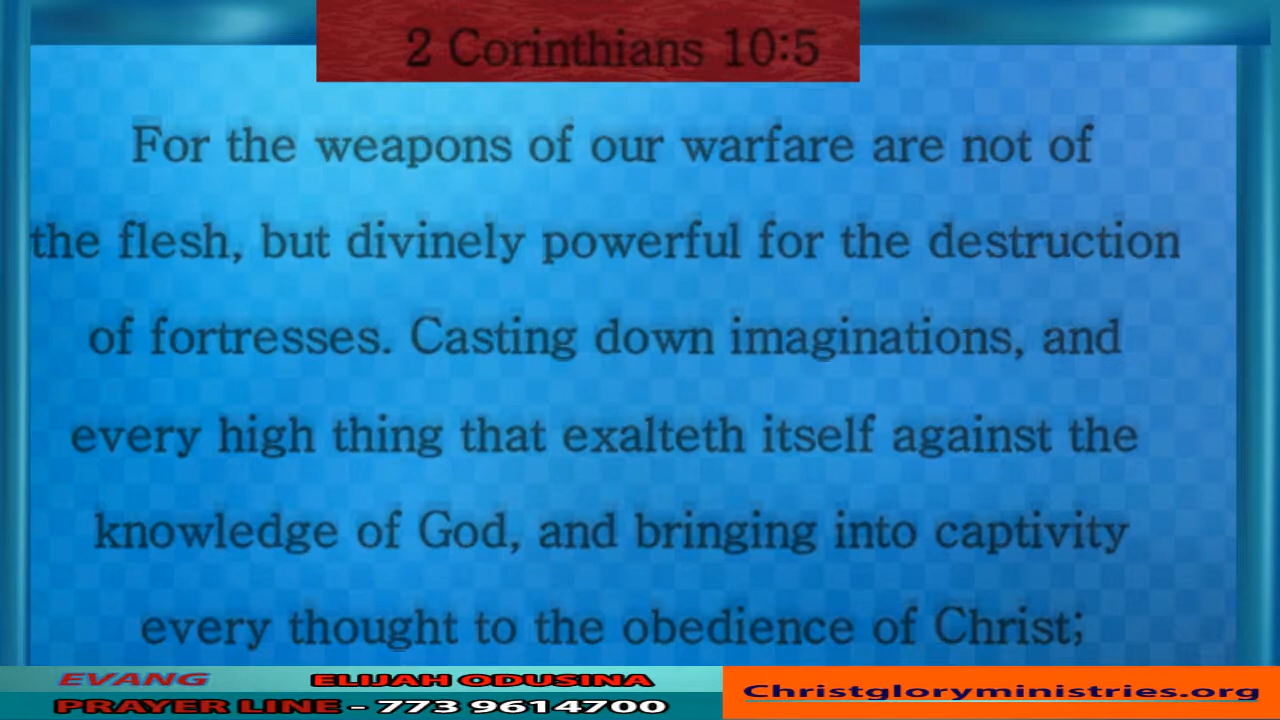 2 Corinthians 10:5
For the weapons of our warfare are not of
the flesh, but divinely powerful for the destruction
of fortresses. Casting down imaginations, and
every high thing that exalteth itself against the
knowledge of God, and bringing into captivity
every thought to the obedience of Christ;
EVANG ELIJAH ODUSINA
PRAYER LINE - 773 9614700
Christgloryministries.org